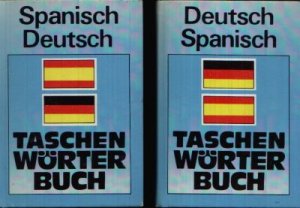 Spanisch
Deutsch
TASCHEN
WÖRTER
BUCH
Deutsch
Spanisch
TASCHEN
WÖRTER
BUCH